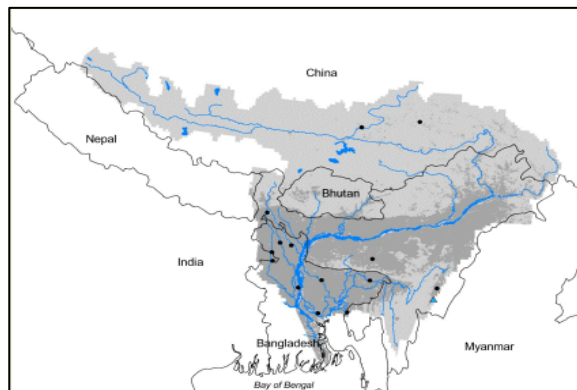 China
Nepal
Bhutan
India
Bangladesh
Myanmar
Bay of Bengal